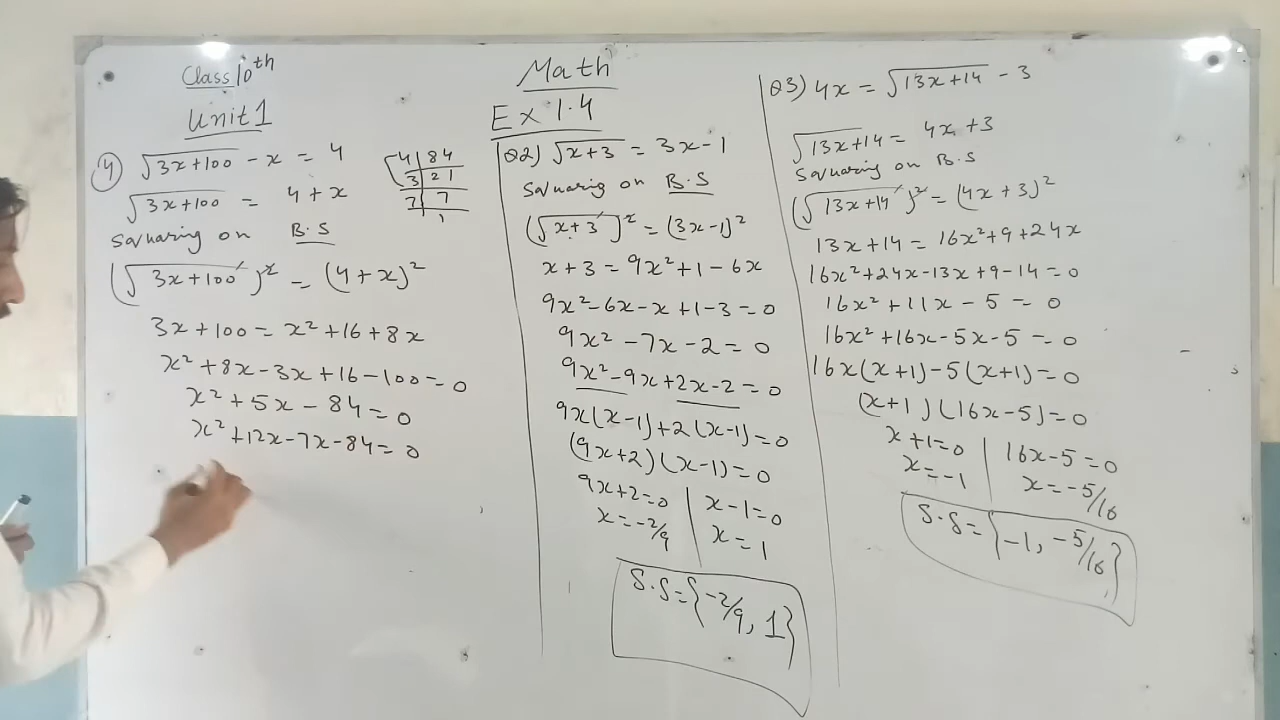 Class 10th
Unit 1
Math
Ex 1.4
④ √3x+100 - x = 4
√3x+100 = 4+x
Squaring on B.S
(√3x+100)² = (4+x)²
3x+100 = x²+16+8x
x²+8x-3x+16-100=0
x²+5x-84=0
x²+12x-7x-84=0
4 | 84
3 | 21
7 | 7
1
Q2) √x+3 = 3x-1
Squaring on B.S
(√x+3)² = (3x-1)²
x+3 = 9x²+1-6x
9x²-6x-x+1-3=0
9x²-7x-2=0
9x²-9x+2x-2=0
9x(x-1)+2(x-1)=0
(9x+2)(x-1)=0
9x+2=0 | x-1=0
x=-2/9 | x=1
S.S={-2/9, 1}
Q3) 4x = √13x+14 - 3
√13x+14 = 4x+3
Squaring on B.S
(√13x+14)² = (4x+3)²
13x+14 = 16x²+9+24x
16x²+24x-13x+9-14=0
16x²+11x-5=0
16x²+16x-5x-5=0
16x(x+1)-5(x+1)=0
(x+1)(16x-5)=0
x+1=0 | 16x-5=0
x=-1 | x=-5/16
S.S={-1, -5/16}